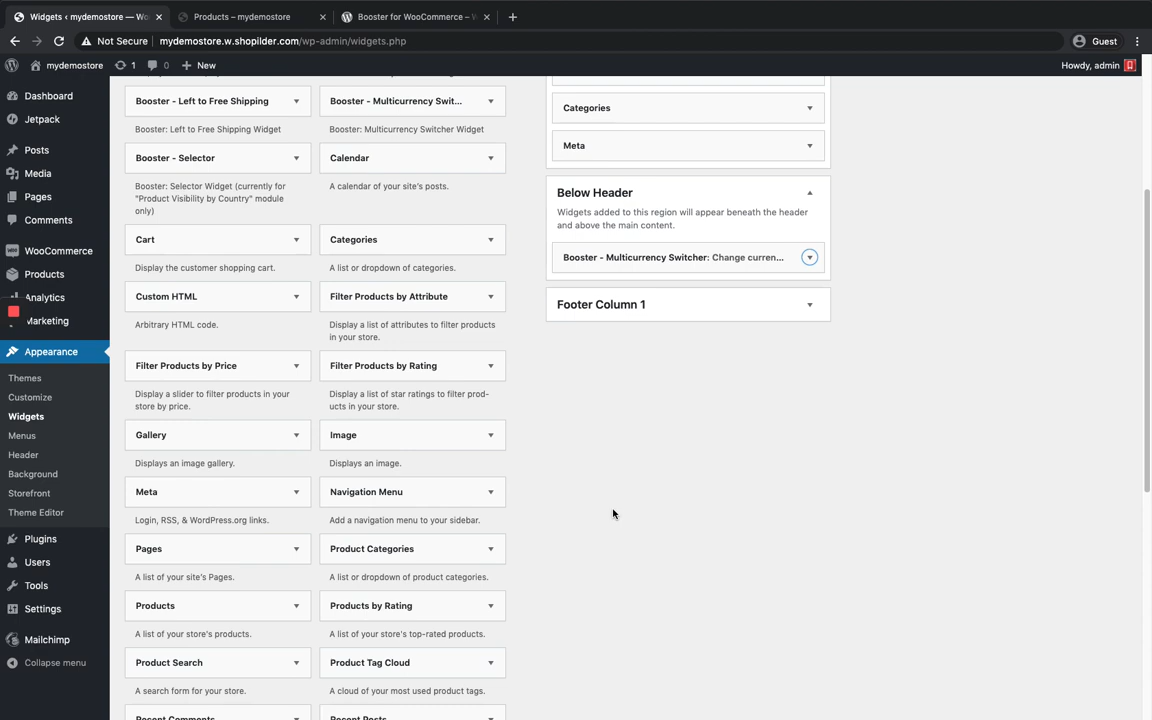 Widgets ‹ mydemostore — Wo
Products – mydemostore
Booster for WooCommerce – W
Not Secure
mydemostore.w.shopilder.com/wp-admin/widgets.php
Guest
mydemostore
1
0
New
Howdy, admin
Dashboard
Jetpack
Posts
Media
Pages
Comments
WooCommerce
Products
Analytics
Marketing
Appearance
Themes
Customize
Widgets
Menus
Header
Background
Storefront
Theme Editor
Plugins
Users
Tools
Settings
Mailchimp
Collapse menu
Booster - Left to Free Shipping
Booster: Left to Free Shipping Widget
Booster - Multicurrency Swit...
Booster: Multicurrency Switcher Widget
Booster - Selector
Booster: Selector Widget (currently for
"Product Visibility by Country" module
only)
Calendar
A calendar of your site's posts.
Cart
Display the customer shopping cart.
Categories
A list or dropdown of categories.
Custom HTML
Arbitrary HTML code.
Filter Products by Attribute
Display a list of attributes to filter products
in your store.
Filter Products by Price
Display a slider to filter products in your
store by price.
Filter Products by Rating
Display a list of star ratings to filter prod-
ucts in your store.
Gallery
Displays an image gallery.
Image
Displays an image.
Meta
Login, RSS, & WordPress.org links.
Navigation Menu
Add a navigation menu to your sidebar.
Pages
A list of your site's Pages.
Product Categories
A list or dropdown of product categories.
Products
A list of your store's products.
Products by Rating
A list of your store's top-rated products.
Product Search
A search form for your store.
Product Tag Cloud
A cloud of your most used product tags.
Recent Comments
Recent Posts
Categories
Meta
Below Header
Widgets added to this region will appear beneath the header
and above the main content.
Booster - Multicurrency Switcher: Change curren...
Footer Column 1